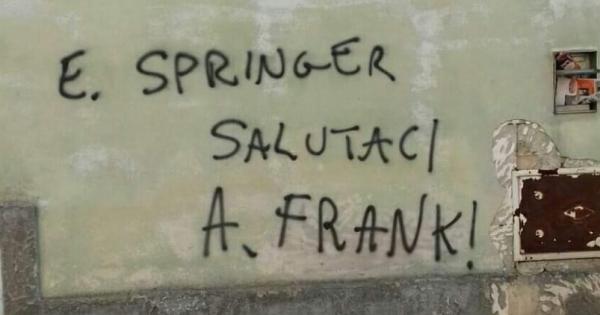 E. SPRINGER
SALUTACI
A. FRANK!